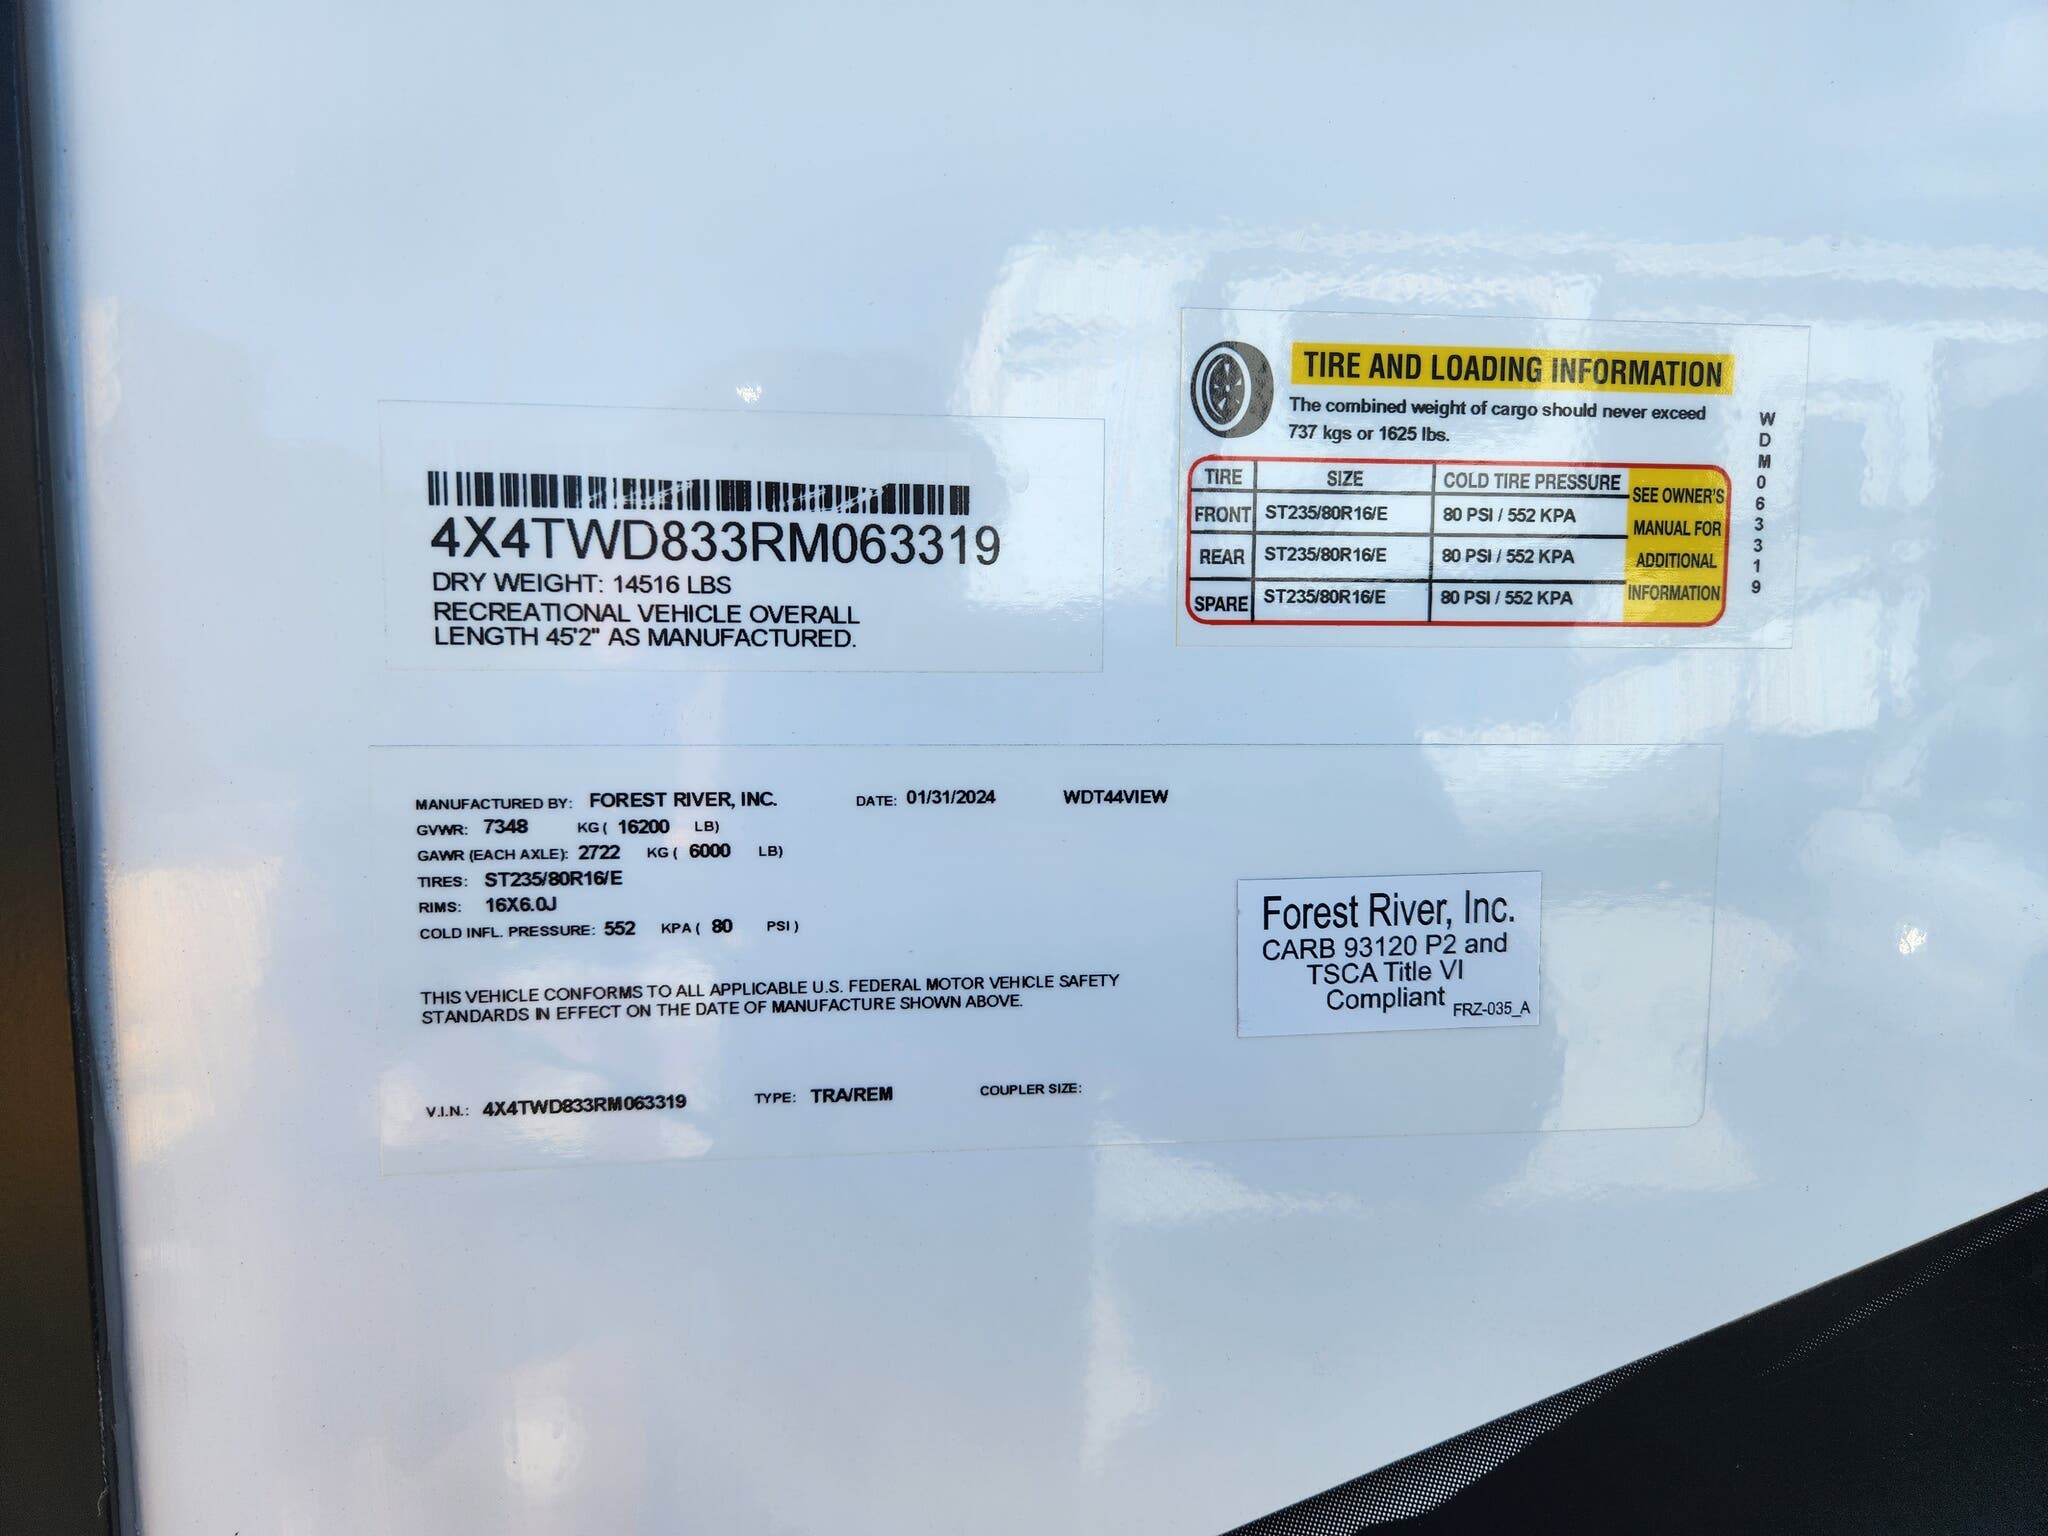 4X4TWD833RM063319
DRY WEIGHT: 14516 LBS
RECREATIONAL VEHICLE OVERALL
LENGTH 45'2" AS MANUFACTURED.
TIRE AND LOADING INFORMATION
The combined weight of cargo should never exceed
737 kgs or 1625 lbs.
TIRE SIZE COLD TIRE PRESSURE
FRONT ST235/80R16/E 80 PSI / 552 KPA
REAR ST235/80R16/E 80 PSI / 552 KPA
SPARE ST235/80R16/E 80 PSI / 552 KPA
SEE OWNER'S
MANUAL FOR
ADDITIONAL
INFORMATION
WDM063319
MANUFACTURED BY: FOREST RIVER, INC. DATE: 01/31/2024 WDT44VIEW
GVWR: 7348 KG ( 16200 LB)
GAWR (EACH AXLE): 2722 KG ( 6000 LB)
TIRES: ST235/80R16/E
RIMS: 16X6.0J
COLD INFL. PRESSURE: 552 KPA ( 80 PSI )
THIS VEHICLE CONFORMS TO ALL APPLICABLE U.S. FEDERAL MOTOR VEHICLE SAFETY
STANDARDS IN EFFECT ON THE DATE OF MANUFACTURE SHOWN ABOVE.
V.I.N.: 4X4TWD833RM063319 TYPE: TRA/REM COUPLER SIZE:
Forest River, Inc.
CARB 93120 P2 and
TSCA Title VI
Compliant FRZ-035_A